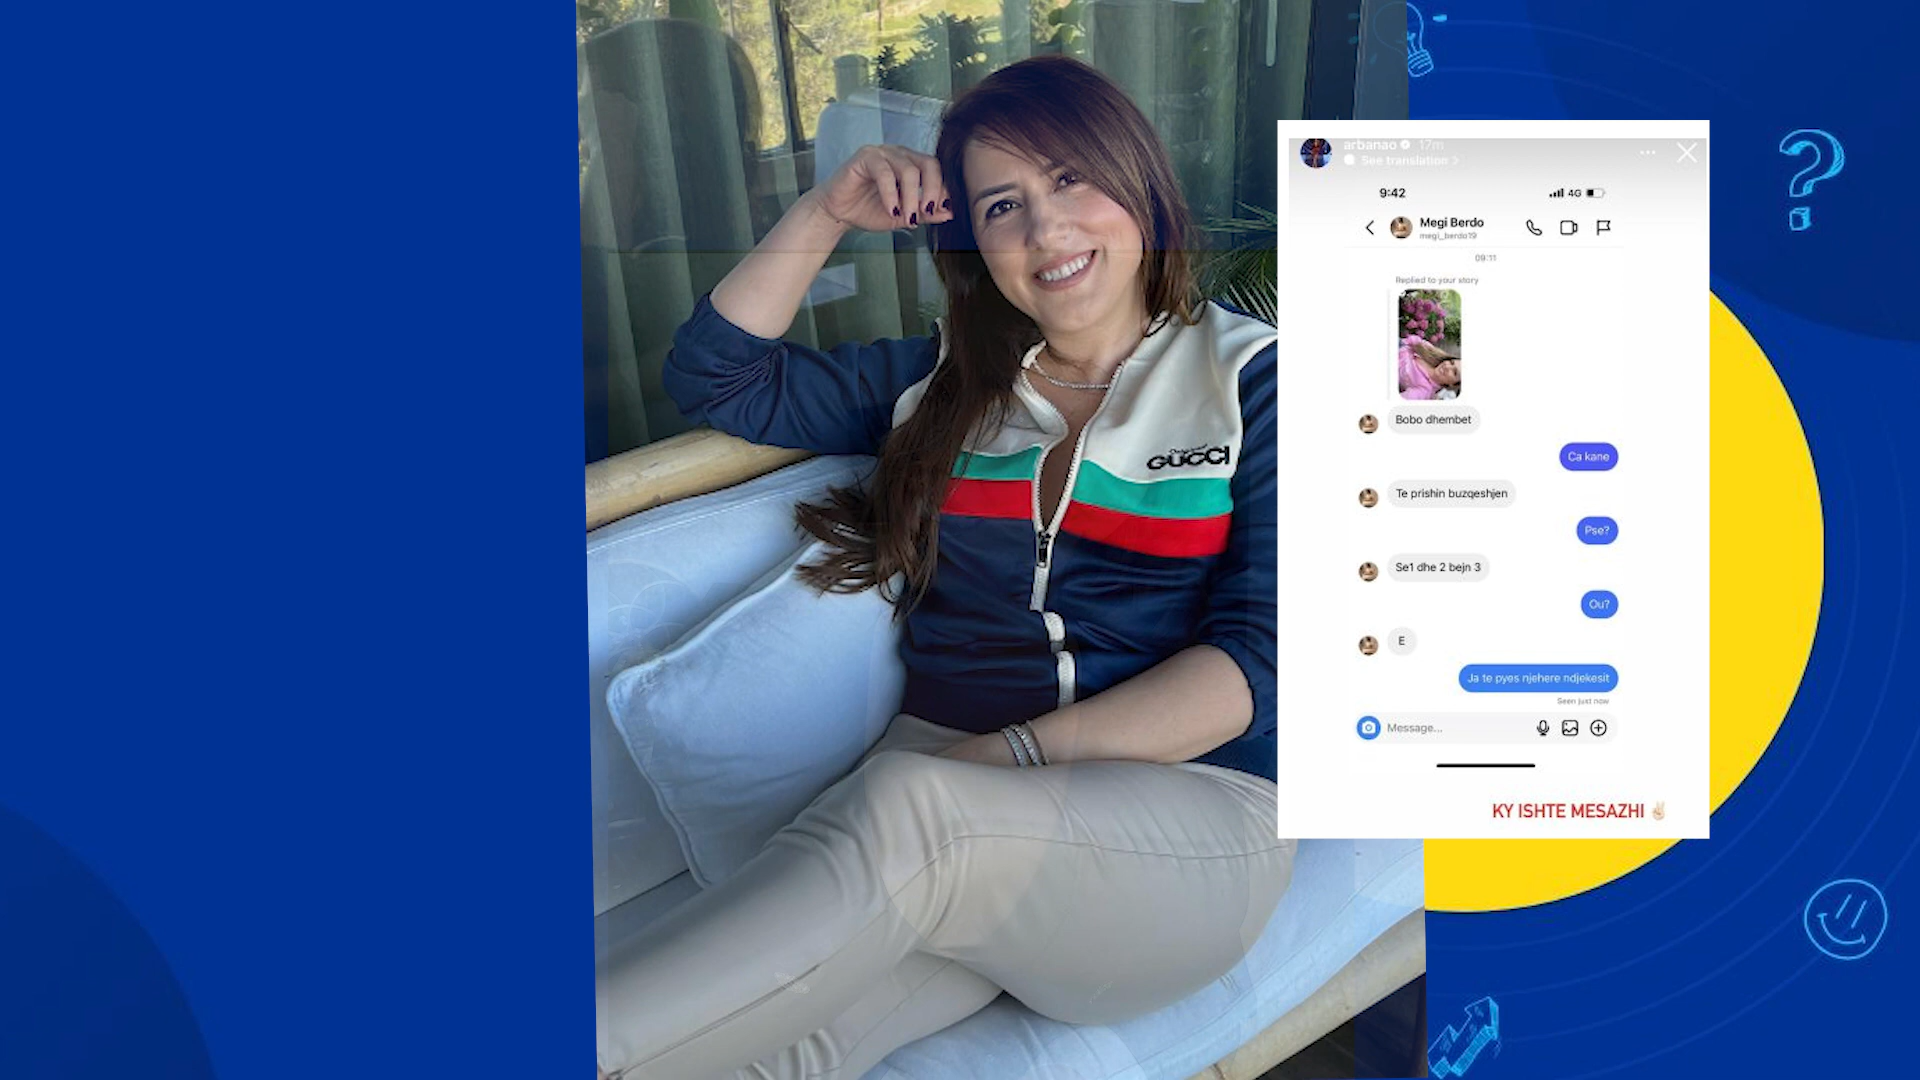 Original
GUCCI
arbanao 17m
See translation >
9:42
4G
Megi Berdo
megi_berdo19
09:11
Replied to your story
Bobo dhembet
Ca kane
Te prishin buzqeshjen
Pse?
Se1 dhe 2 bejn 3
Ou?
E
Ja te pyes njehere ndjekesit
Seen just now
Message...
KY ISHTE MESAZHI ✌🏻